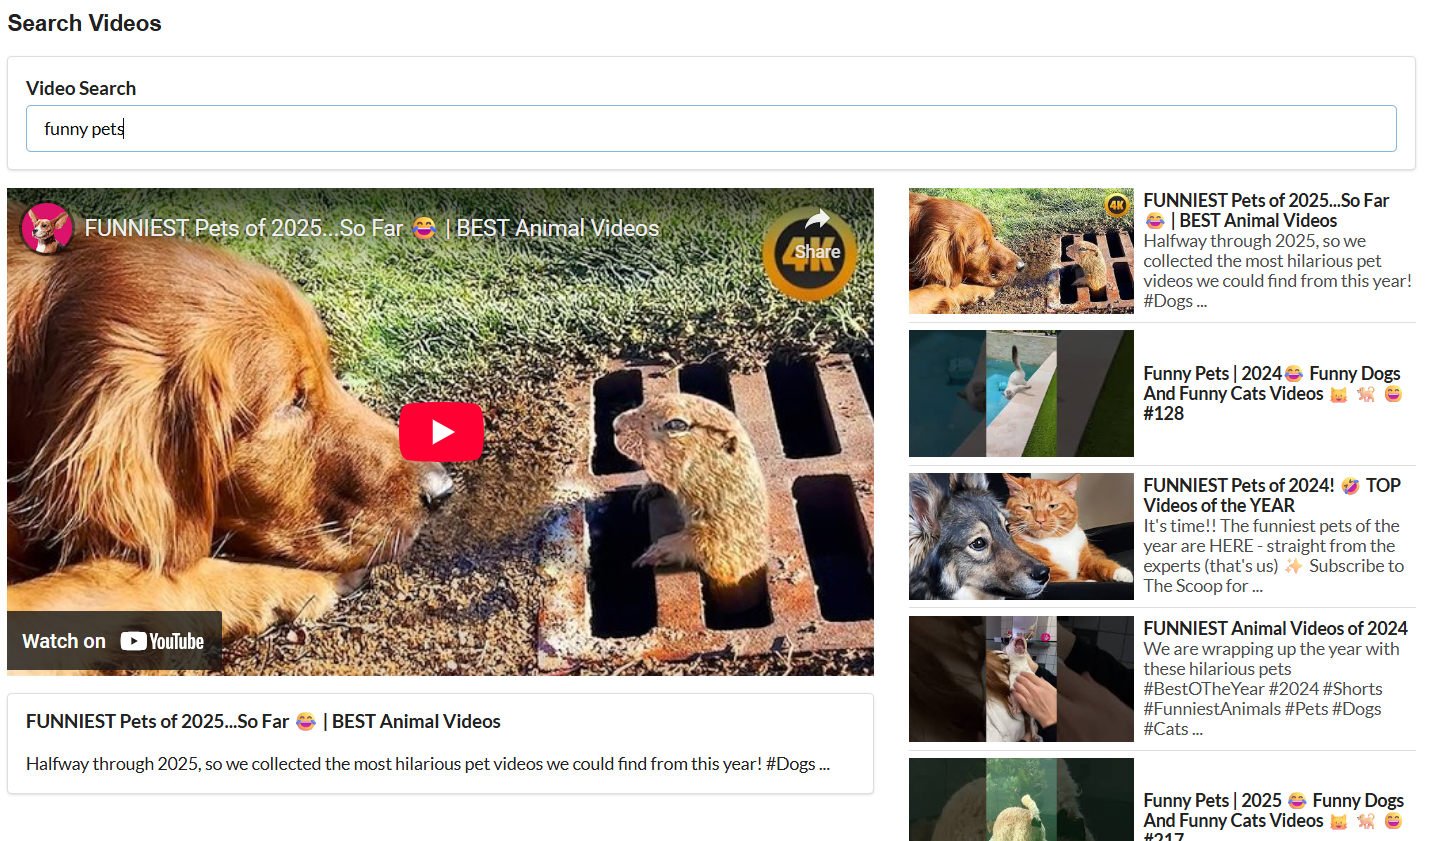 Search Videos
Video Search
funny pets
FUNNIEST Pets of 2025...So Far 😂 | BEST Animal Videos
4K
Share
Watch on YouTube
FUNNIEST Pets of 2025...So Far 😂 | BEST Animal Videos
Halfway through 2025, so we collected the most hilarious pet videos we could find from this year! #Dogs ...
4K
FUNNIEST Pets of 2025...So Far
😂 | BEST Animal Videos
Halfway through 2025, so we
collected the most hilarious pet
videos we could find from this year!
#Dogs ...
Funny Pets | 2024😂 Funny Dogs
And Funny Cats Videos 😹 🐈 😅
#128
FUNNIEST Pets of 2024! 🤣 TOP
Videos of the YEAR
It's time!! The funniest pets of the
year are HERE - straight from the
experts (that's us) ✨ Subscribe to
The Scoop for ...
FUNNIEST Animal Videos of 2024
We are wrapping up the year with
these hilarious pets
#BestOTheYear #2024 #Shorts
#FunniestAnimals #Pets #Dogs
#Cats ...
Funny Pets | 2025 😂 Funny Dogs
And Funny Cats Videos 😹 🐈 😅
#217